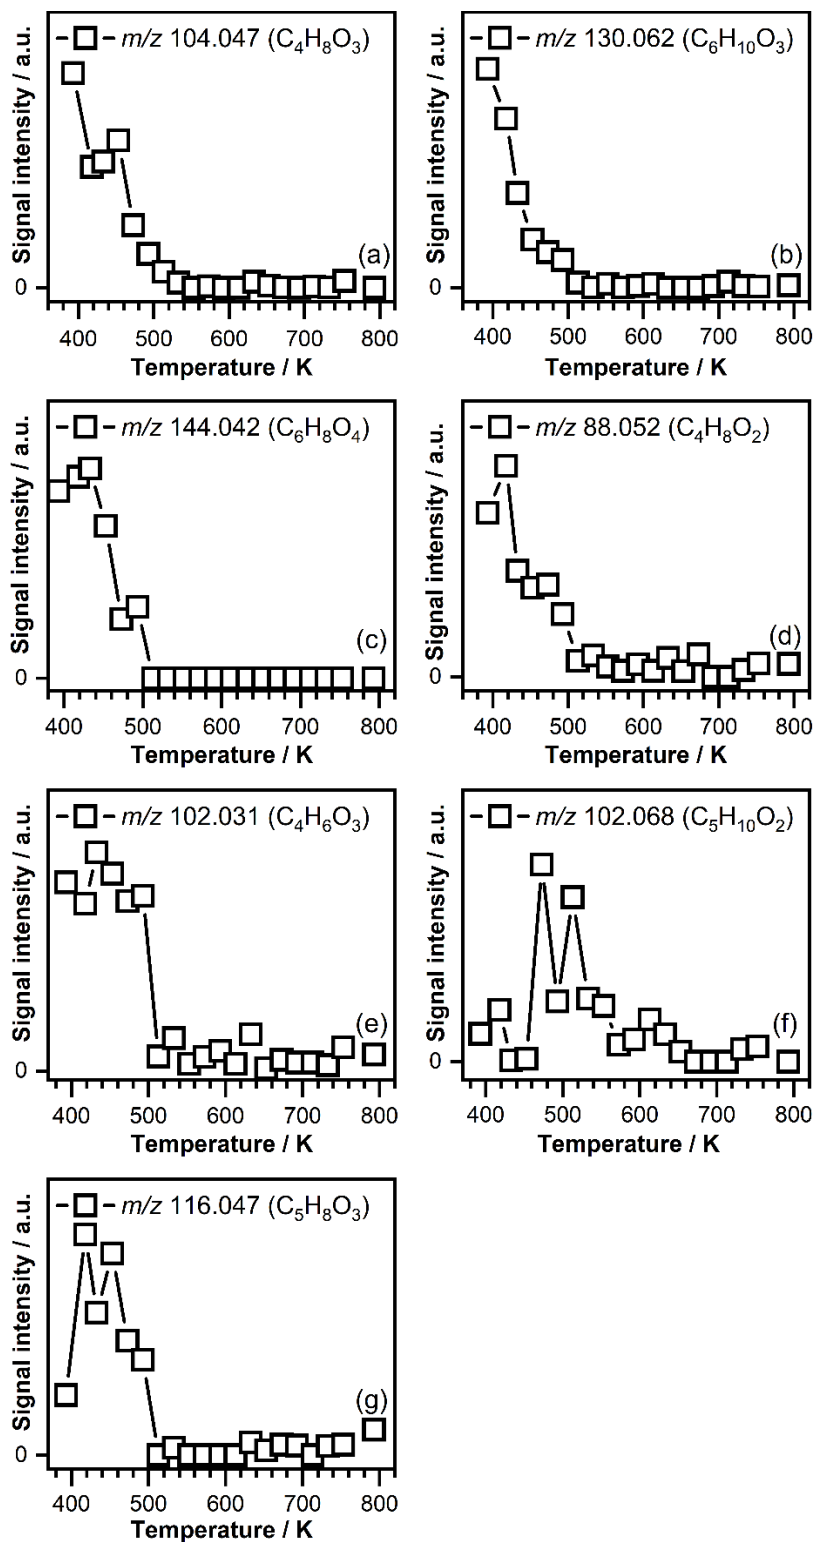 m/z 104.047 (C₄H₈O₃)
Signal intensity / a.u.
(a)
0
400 500 600 700 800
Temperature / K
m/z 130.062 (C₆H₁₀O₃)
Signal intensity / a.u.
(b)
0
400 500 600 700 800
Temperature / K
m/z 144.042 (C₆H₈O₄)
Signal intensity / a.u.
(c)
0
400 500 600 700 800
Temperature / K
m/z 88.052 (C₄H₈O₂)
Signal intensity / a.u.
(d)
0
400 500 600 700 800
Temperature / K
m/z 102.031 (C₄H₆O₃)
Signal intensity / a.u.
(e)
0
400 500 600 700 800
Temperature / K
m/z 102.068 (C₅H₁₀O₂)
Signal intensity / a.u.
(f)
0
400 500 600 700 800
Temperature / K
m/z 116.047 (C₅H₈O₃)
Signal intensity / a.u.
(g)
0
400 500 600 700 800
Temperature / K